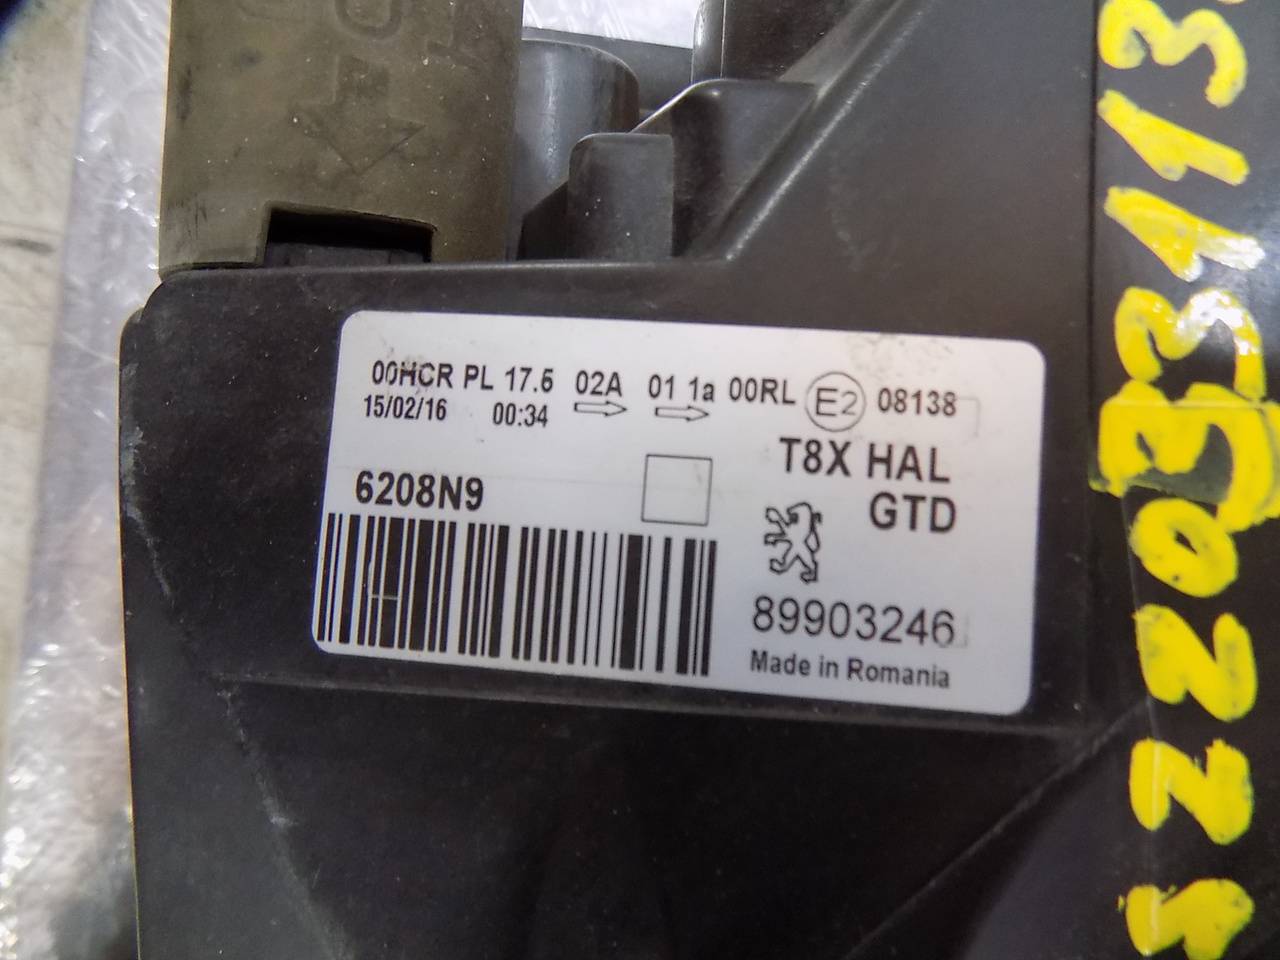 00HCR PL 17.5 02A 01 1a 00RL E2 08138
15/02/16 00:34
T8X HAL
GTD
6208N9
89903246
Made in Romania